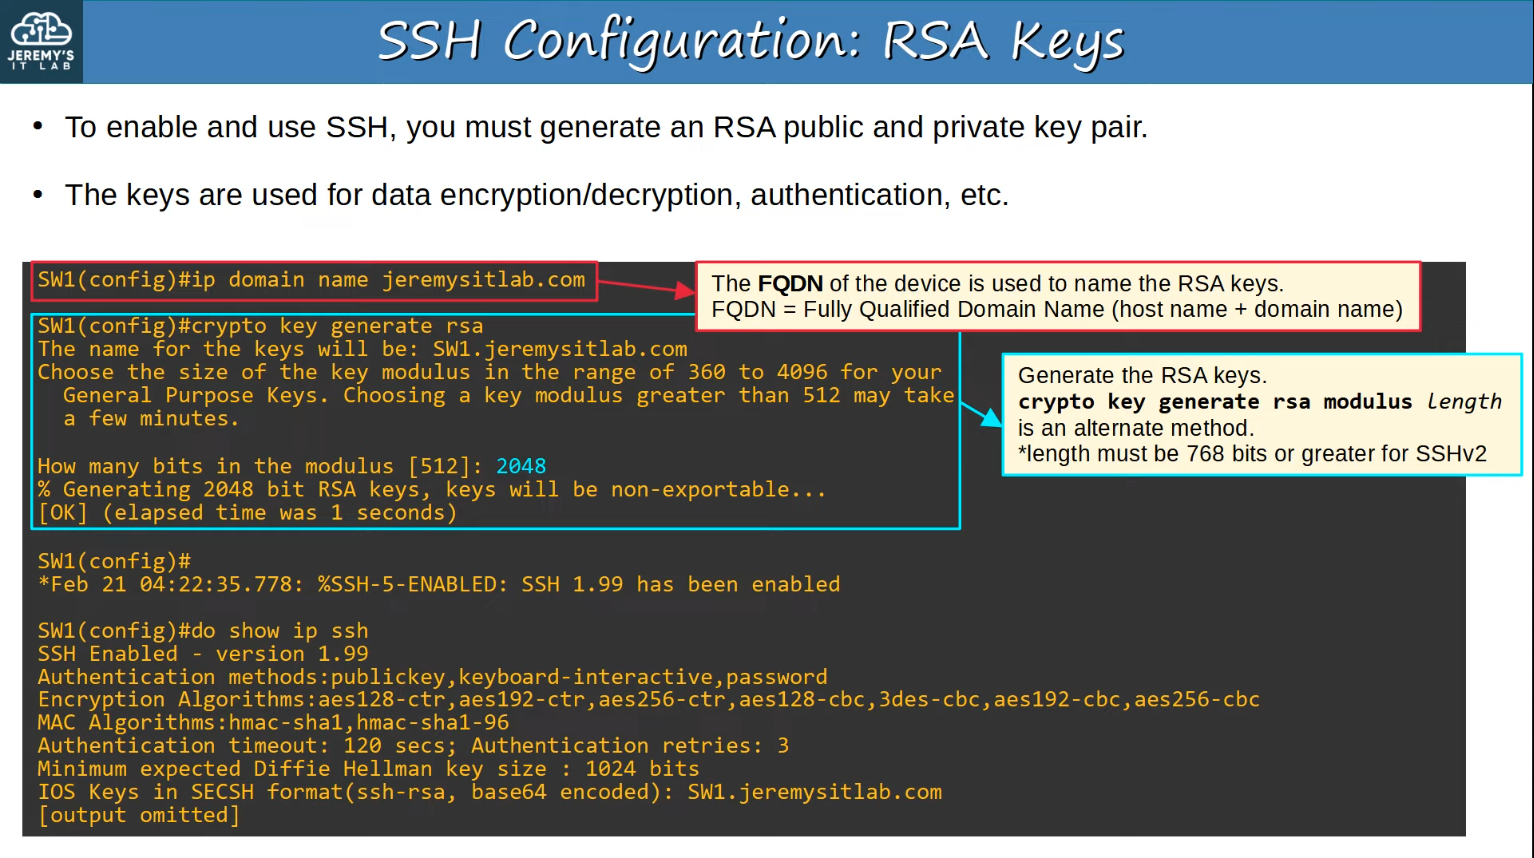 JEREMY'S
IT LAB
SSH Configuration: RSA Keys
• To enable and use SSH, you must generate an RSA public and private key pair.
• The keys are used for data encryption/decryption, authentication, etc.
SW1(config)#ip domain name jeremysitlab.com
The FQDN of the device is used to name the RSA keys.
FQDN = Fully Qualified Domain Name (host name + domain name)
SW1(config)#crypto key generate rsa
The name for the keys will be: SW1.jeremysitlab.com
Choose the size of the key modulus in the range of 360 to 4096 for your
General Purpose Keys. Choosing a key modulus greater than 512 may take
a few minutes.
How many bits in the modulus [512]: 2048
% Generating 2048 bit RSA keys, keys will be non-exportable...
[OK] (elapsed time was 1 seconds)
Generate the RSA keys.
crypto key generate rsa modulus length
is an alternate method.
*length must be 768 bits or greater for SSHv2
SW1(config)#
*Feb 21 04:22:35.778: %SSH-5-ENABLED: SSH 1.99 has been enabled
SW1(config)#do show ip ssh
SSH Enabled - version 1.99
Authentication methods:publickey,keyboard-interactive,password
Encryption Algorithms:aes128-ctr,aes192-ctr,aes256-ctr,aes128-cbc,3des-cbc,aes192-cbc,aes256-cbc
MAC Algorithms:hmac-sha1,hmac-sha1-96
Authentication timeout: 120 secs; Authentication retries: 3
Minimum expected Diffie Hellman key size : 1024 bits
IOS Keys in SECSH format(ssh-rsa, base64 encoded): SW1.jeremysitlab.com
[output omitted]